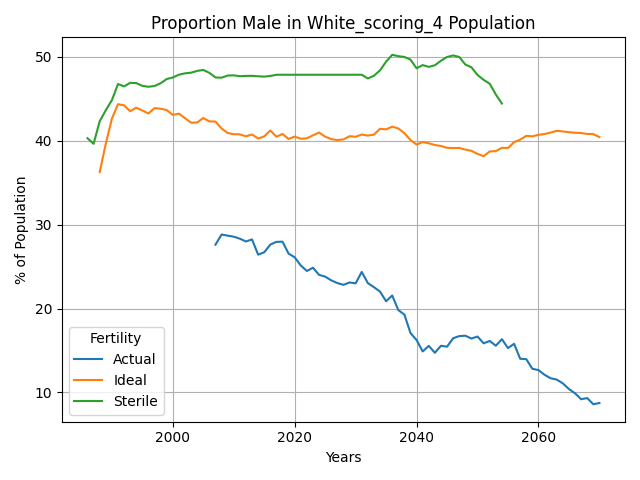 Proportion Male in White_scoring_4 Population
% of Population
50
40
30
20
10
Fertility
Actual
Ideal
Sterile
2000
2020
2040
2060
Years